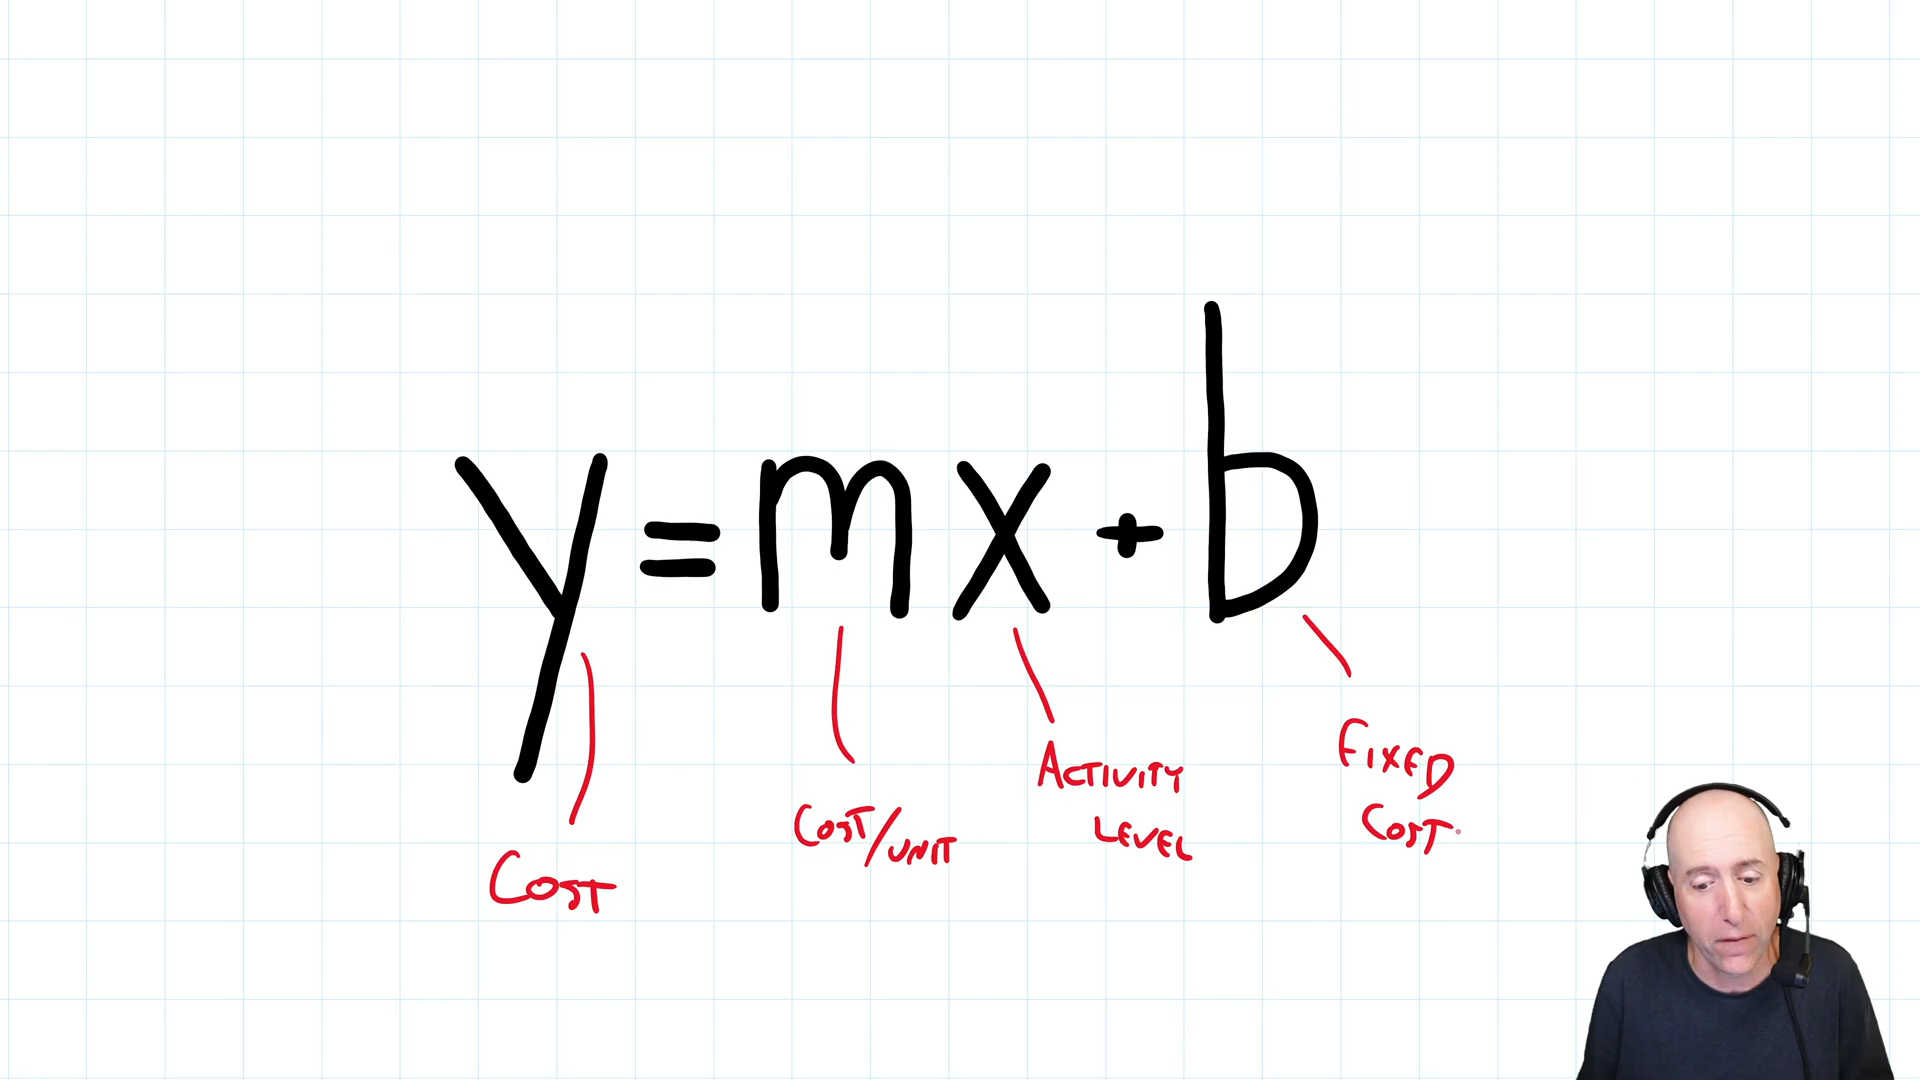 y = mx + b
COST
COST/UNIT
ACTIVITY
LEVEL
FIXED
COST